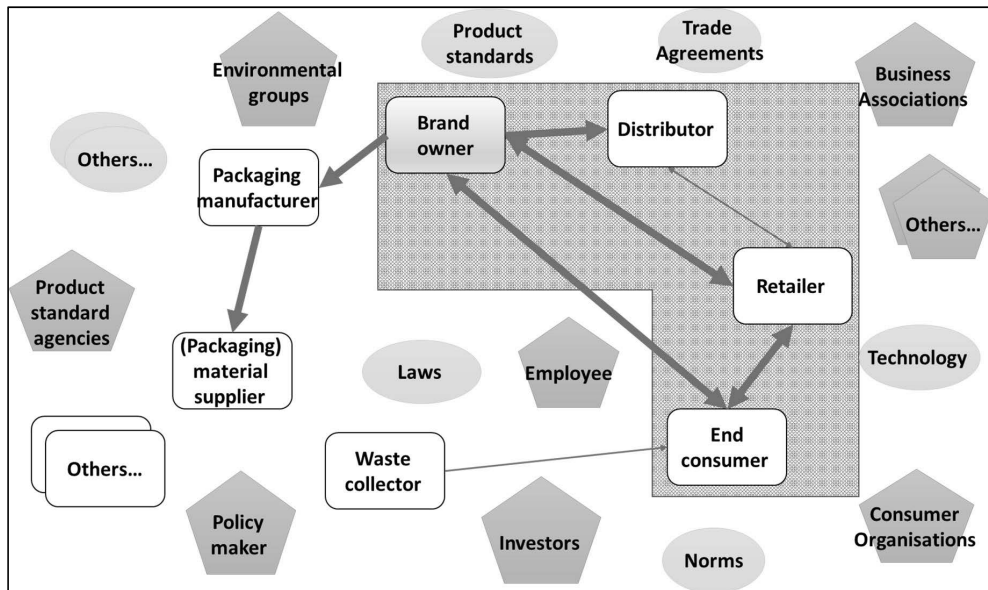 Product
standards
Trade
Agreements
Environmental
groups
Business
Associations
Brand
owner
Distributor
Others...
Packaging
manufacturer
Others...
Product
standard
agencies
Retailer
(Packaging)
material
supplier
Laws
Employee
Technology
Others...
Waste
collector
End
consumer
Policy
maker
Investors
Norms
Consumer
Organisations